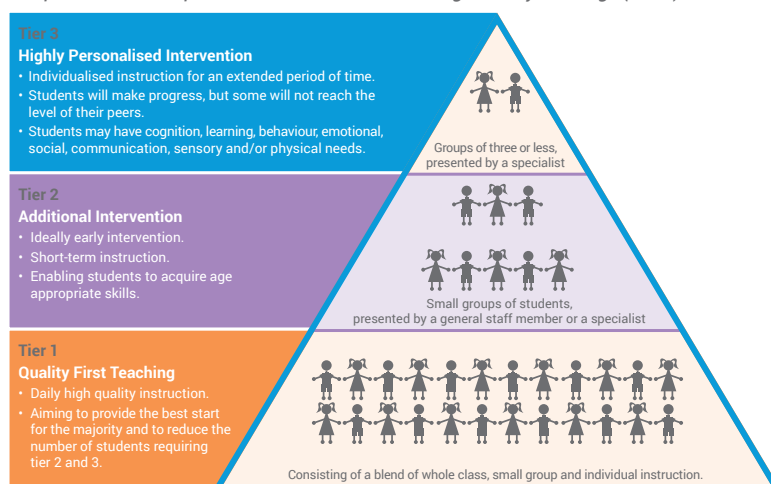 Tier 3
Highly Personalised Intervention
• Individualised instruction for an extended period of time.
• Students will make progress, but some will not reach the
level of their peers.
• Students may have cognition, learning, behaviour, emotional,
social, communication, sensory and/or physical needs.
Groups of three or less,
presented by a specialist
Tier 2
Additional Intervention
• Ideally early intervention.
• Short-term instruction.
• Enabling students to acquire age
appropriate skills.
Small groups of students,
presented by a general staff member or a specialist
Tier 1
Quality First Teaching
• Daily high quality instruction.
• Aiming to provide the best start
for the majority and to reduce the
number of students requiring
tier 2 and 3.
Consisting of a blend of whole class, small group and individual instruction.